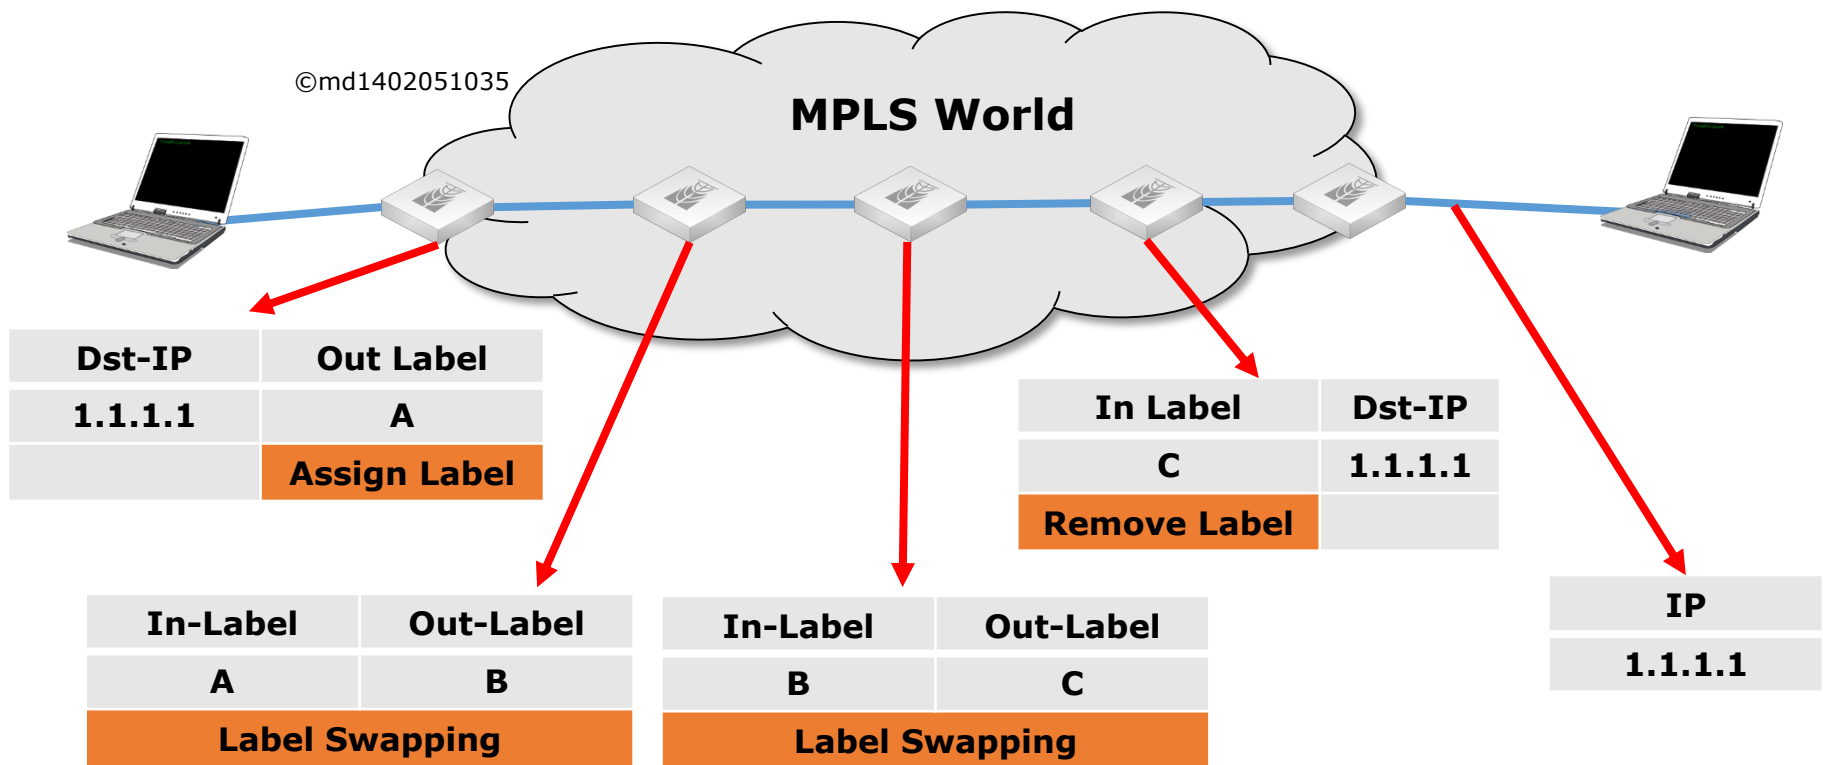 ©md1402051035
MPLS World
Dst-IP Out Label
1.1.1.1 A
Assign Label
In Label Dst-IP
C 1.1.1.1
Remove Label
In-Label Out-Label
A B
Label Swapping
In-Label Out-Label
B C
Label Swapping
IP
1.1.1.1